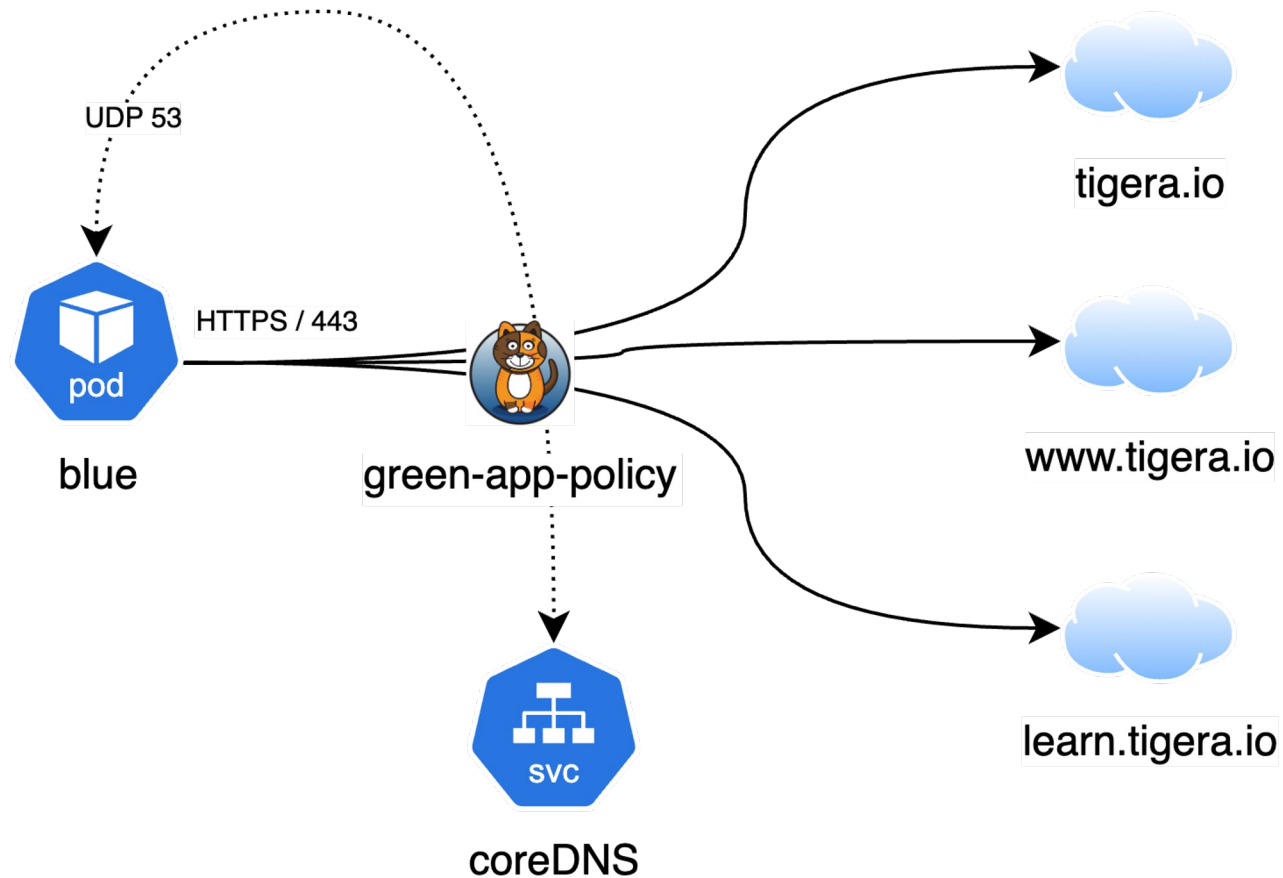 UDP 53
tigera.io
HTTPS / 443
pod
blue
green-app-policy
www.tigera.io
svc
learn.tigera.io
coreDNS